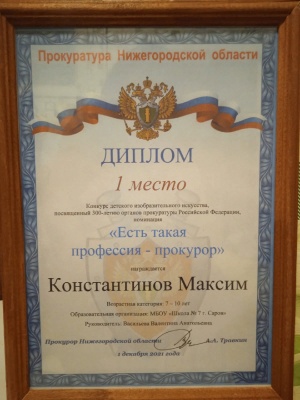 Прокуратура Нижегородской области
ДИПЛОМ
1 место
Конкурс детского изобразительного искусства,
посвященный 300-летию органов прокуратуры Российской Федерации,
номинация
«Есть такая
профессия - прокурор»
награждается
Константинов Максим
Возрастная категория: 7 - 10 лет
Образовательная организация: МБОУ «Школа № 7 г. Саров»
Руководитель: Васильева Валентина
Прокурор Нижегородской области А.А. Травкин
1 декабря 2021 года